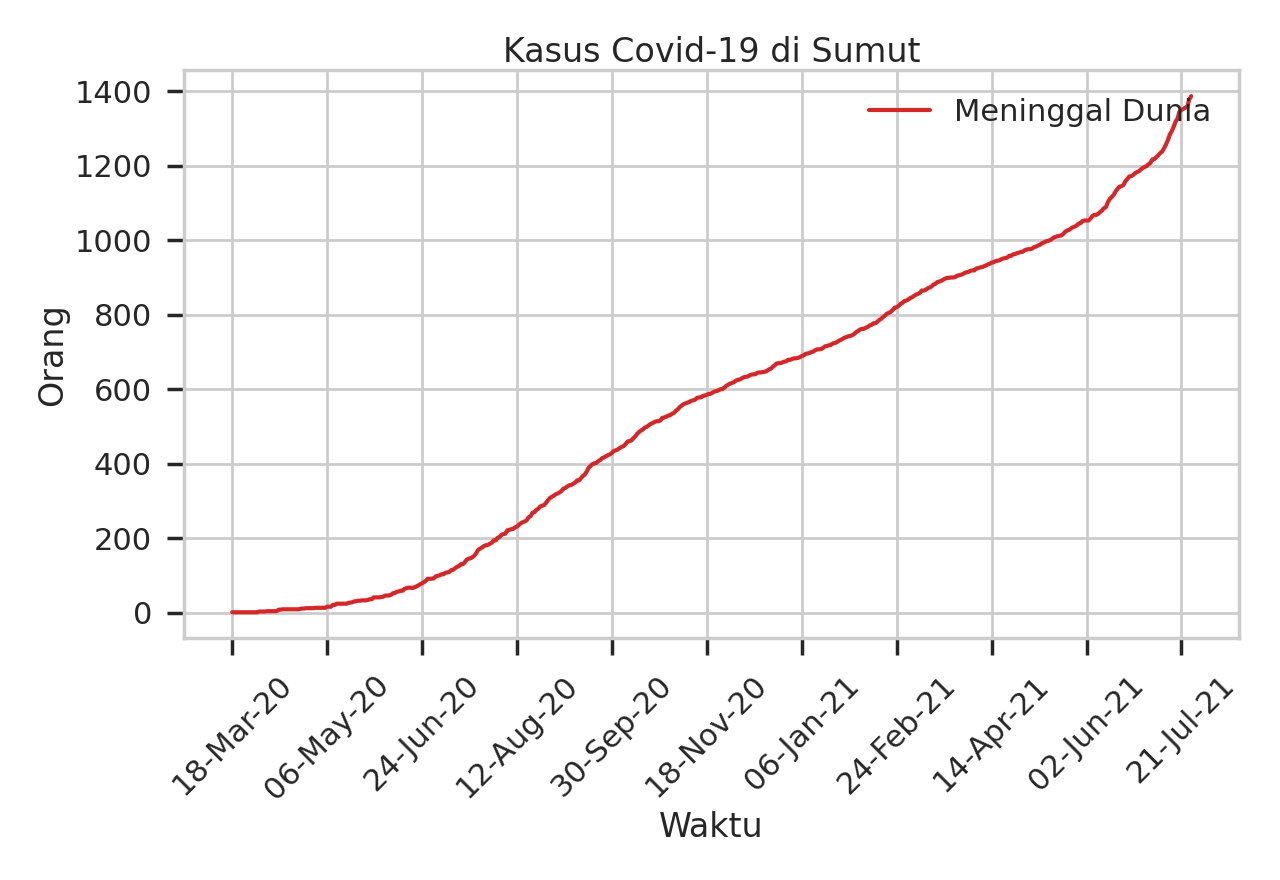 Kasus Covid-19 di Sumut
Meninggal Dunia
Orang
1400
1200
1000
800
600
400
200
0
18-Mar-20
06-May-20
24-Jun-20
12-Aug-20
30-Sep-20
18-Nov-20
06-Jan-21
24-Feb-21
14-Apr-21
02-Jun-21
21-Jul-21
Waktu